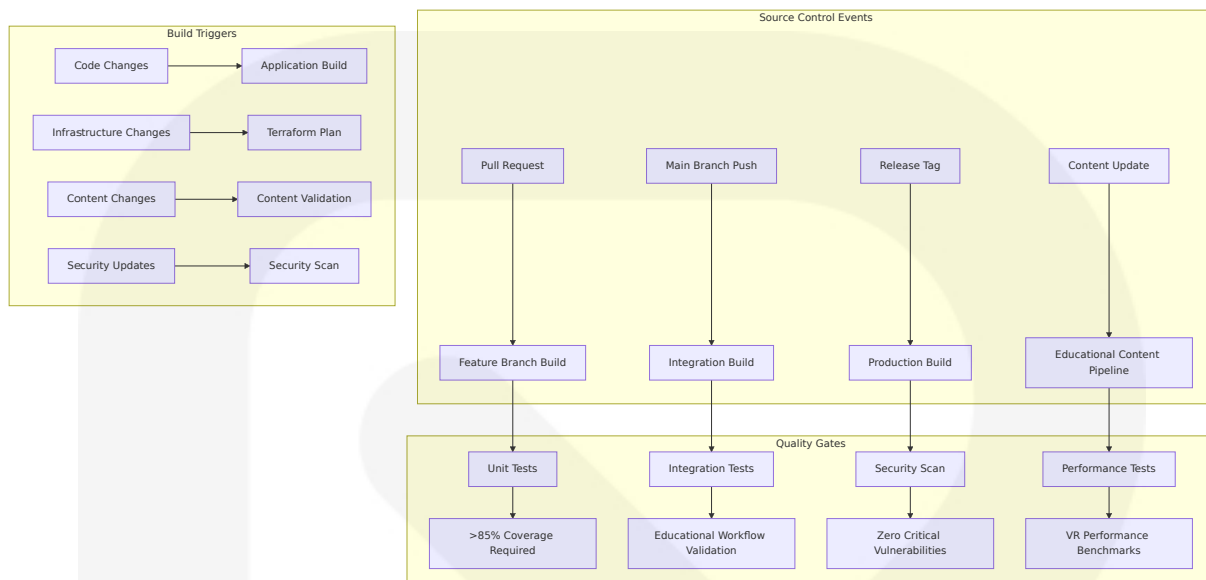 Build Triggers
Code Changes
Application Build
Infrastructure Changes
Terraform Plan
Content Changes
Content Validation
Security Updates
Security Scan
Source Control Events
Pull Request
Main Branch Push
Release Tag
Content Update
Feature Branch Build
Integration Build
Production Build
Educational Content
Pipeline
Quality Gates
Unit Tests
Integration Tests
Security Scan
Performance Tests
>85% Coverage
Required
Educational Workflow
Validation
Zero Critical
Vulnerabilities
VR Performance
Benchmarks